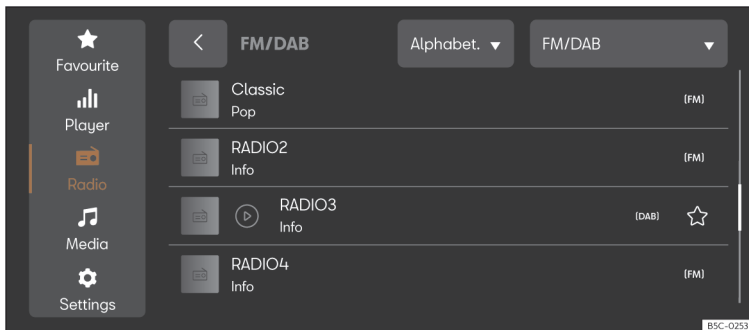 Favourite
Player
Radio
Media
Settings
FM/DAB
Alphabet.
FM/DAB
Classic
Pop
(FM)
RADIO2
Info
(FM)
RADIO3
Info
(DAB)
RADIO4
Info
(FM)
B5C-0253